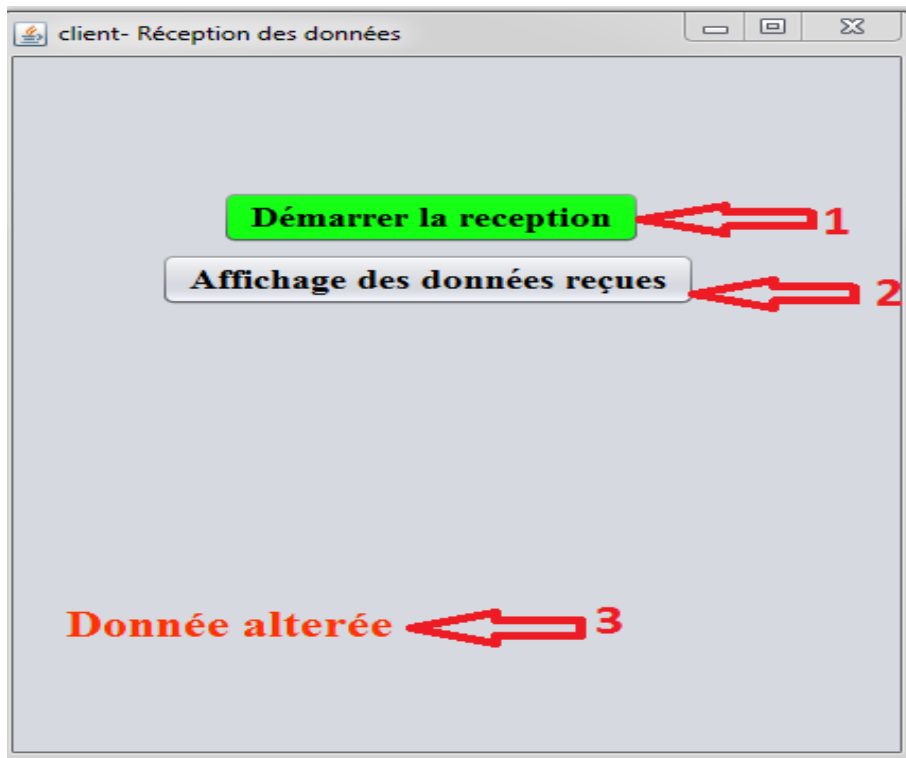 client- Réception des données
Démarrer la reception
1
Affichage des données reçues
2
Donnée alterée
3